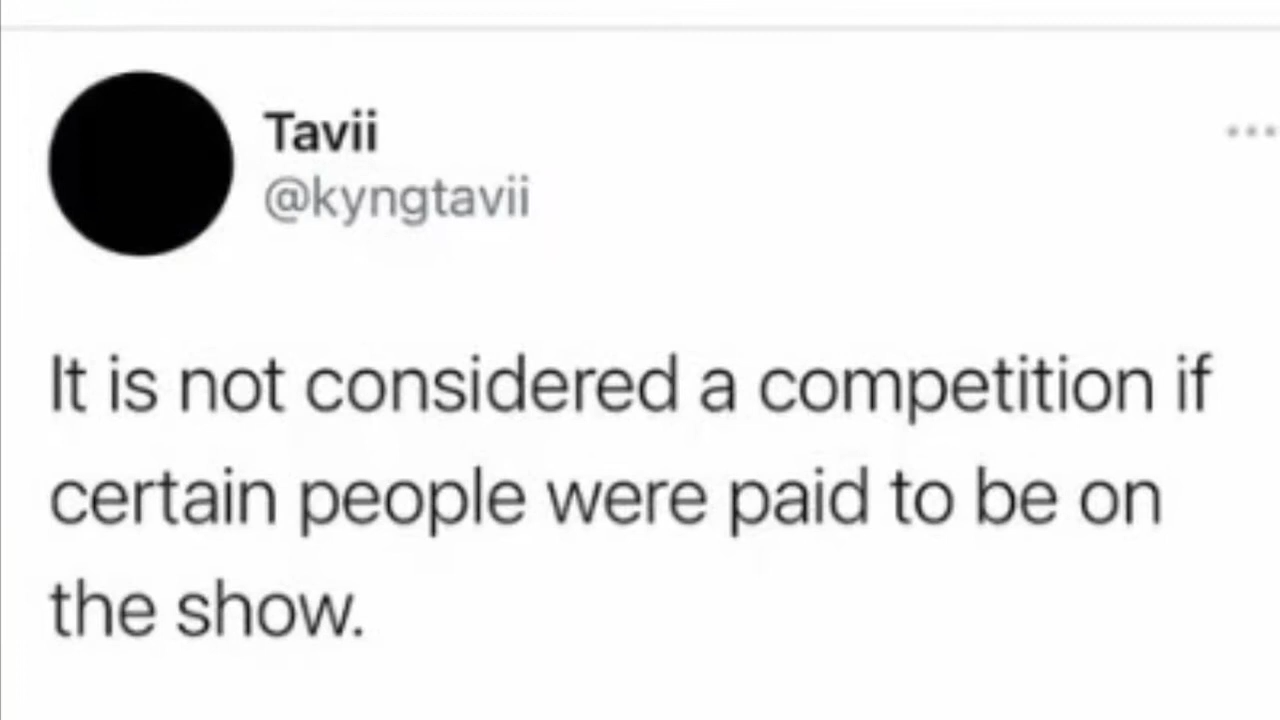 Tavii
@kyngtavii
It is not considered a competition if
certain people were paid to be on
the show.